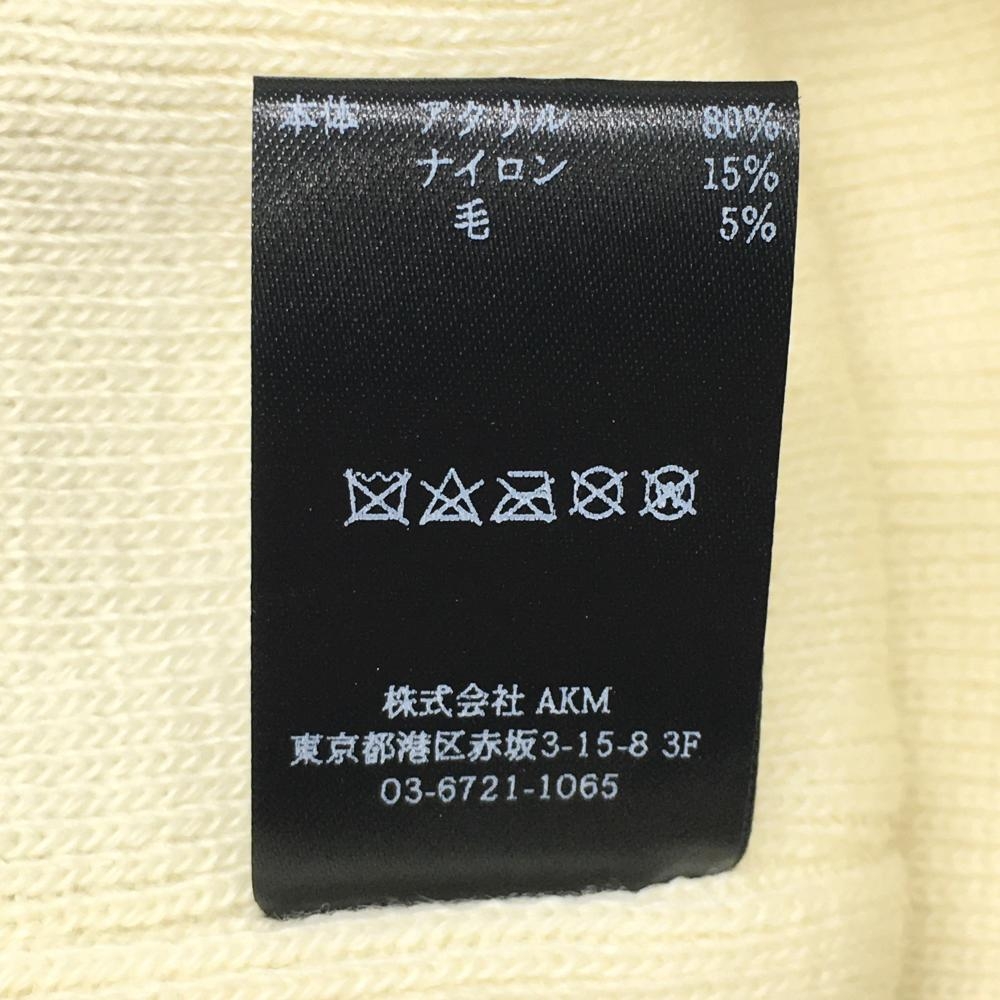 本体 アクリル 80%
ナイロン 15%
毛 5%
W
株式会社 AKM
東京都港区赤坂3-15-8 3F
03-6721-1065